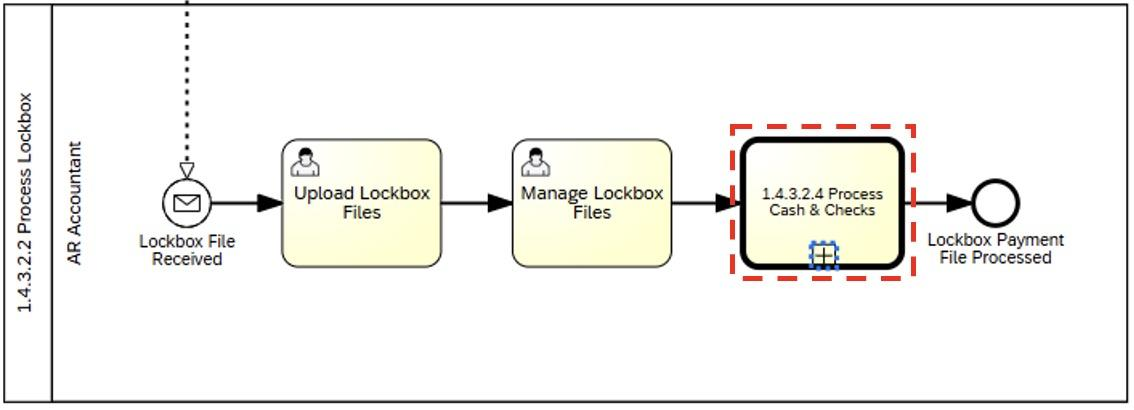 1.4.3.2.2 Process Lockbox
AR Accountant
Lockbox File
Received
Upload Lockbox
Files
Manage Lockbox
Files
1.4.3.2.4 Process
Cash & Checks
Lockbox Payment
File Processed